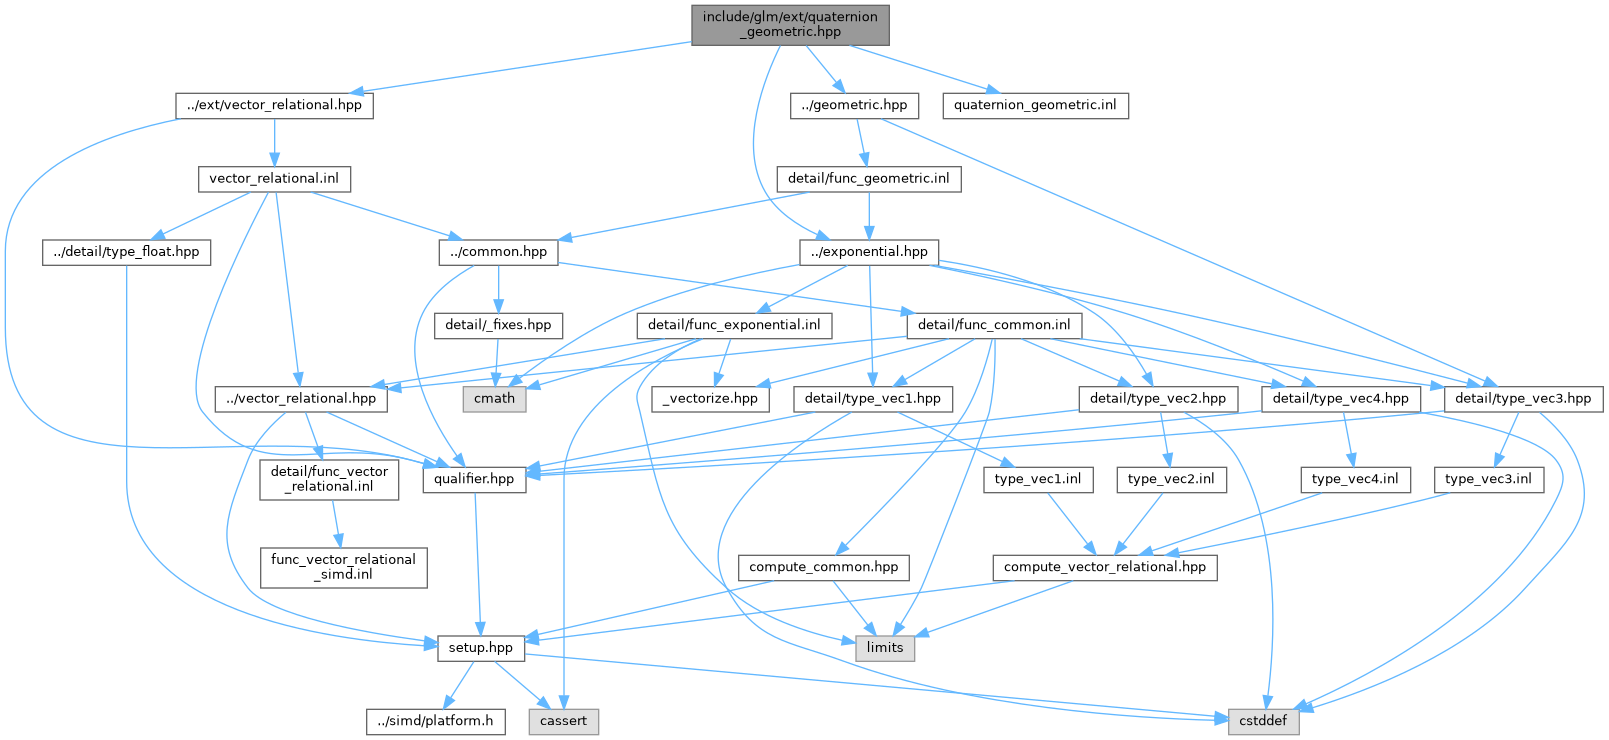 include/glm/ext/quaternion
_geometric.hpp
../ext/vector_relational.hpp
../geometric.hpp
quaternion_geometric.inl
vector_relational.inl
detail/func_geometric.inl
../detail/type_float.hpp
../common.hpp
../exponential.hpp
detail/_fixes.hpp
detail/func_exponential.inl
detail/func_common.inl
../vector_relational.hpp
cmath
_vectorize.hpp
detail/type_vec1.hpp
detail/type_vec2.hpp
detail/type_vec4.hpp
detail/type_vec3.hpp
detail/func_vector
_relational.inl
qualifier.hpp
type_vec1.inl
type_vec2.inl
type_vec4.inl
type_vec3.inl
func_vector_relational
_simd.inl
compute_common.hpp
compute_vector_relational.hpp
setup.hpp
limits
../simd/platform.h
cassert
cstddef